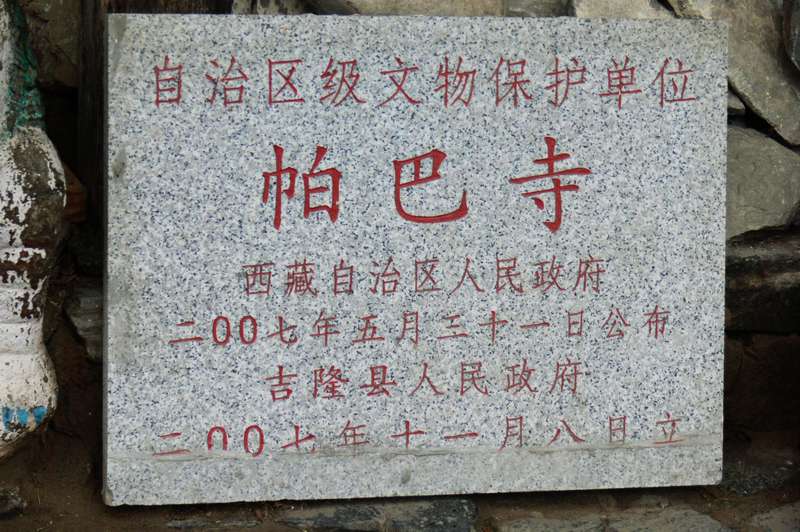 自治区级文物保护单位
帕巴寺
西藏自治区人民政府
二00七年五月三十一日公布
吉隆县人民政府
二00七年十一月八日立